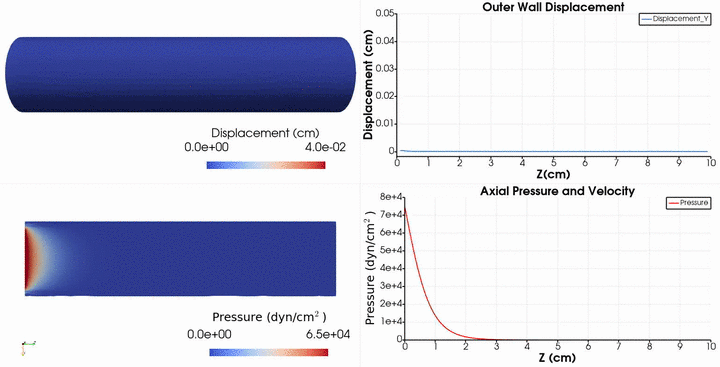 Outer Wall Displacement
Displacement_Y
0.05
0.04
0.03
0.02
0.01
0
Displacement (cm)
0 1 2 3 4 5 6 7 8 9 10
Z(cm)
Displacement (cm)
0.0e+00 4.0e-02
Axial Pressure and Velocity
Pressure
8e+4
7e+4
6e+4
5e+4
4e+4
3e+4
2e+4
1e+4
0
Pressure (dyn/cm²)
0 1 2 3 4 5 6 7 8 9 10
Z (cm)
Pressure (dyn/cm²)
0.0e+00 6.5e+04